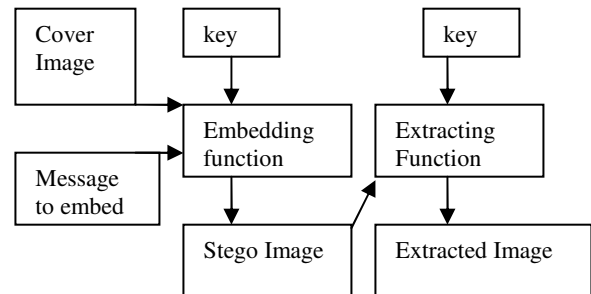 Cover
Image
key
key
Embedding
function
Extracting
Function
Message
to embed
Stego Image
Extracted Image